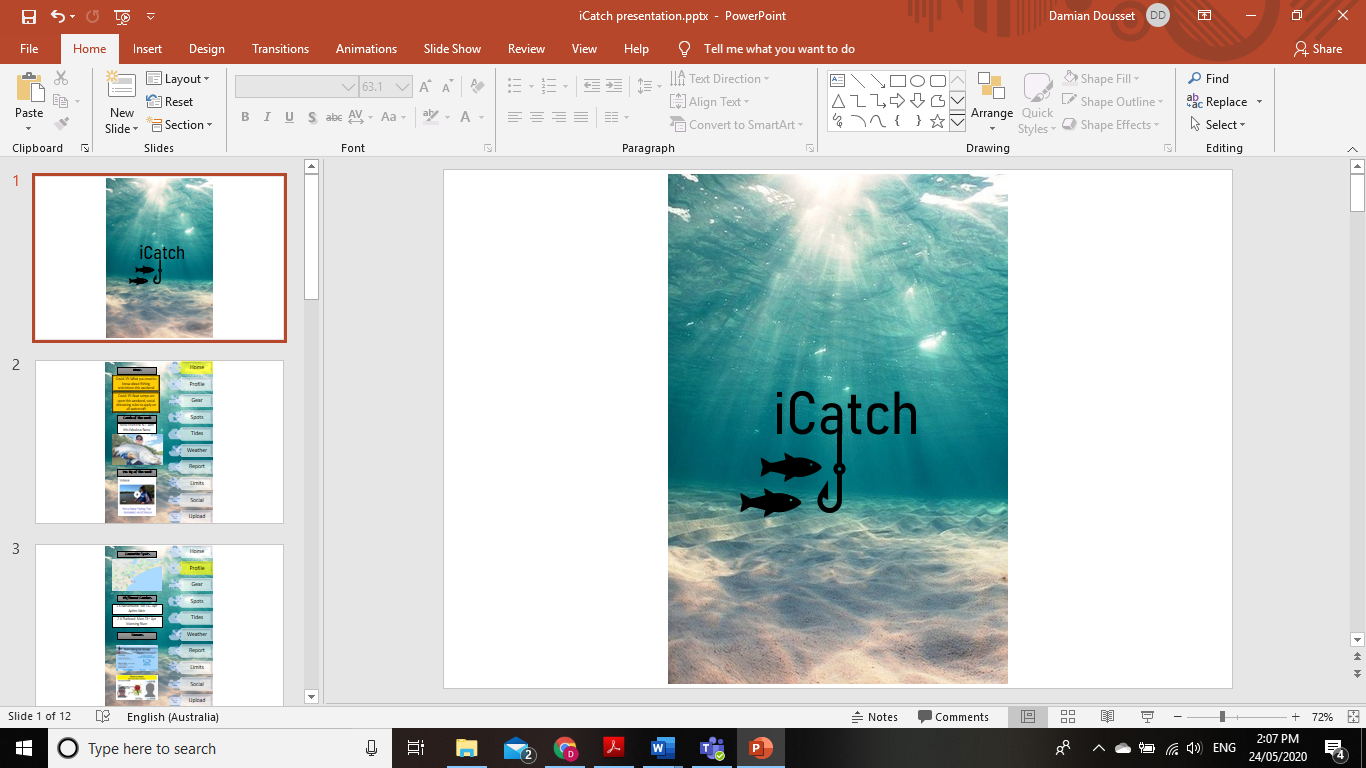 iCatch presentation.pptx - PowerPoint
Damian Dousset
DD
File Home Insert Design Transitions Animations Slide Show Review View Help Tell me what you want to do
Share
Paste
Clipboard
New
Slide
Layout
Reset
Section
Slides
63.1
B I U S abc AV Aa A
Font
Text Direction
Align Text
Convert to SmartArt
Paragraph
Arrange
Quick
Styles
Shape Fill
Shape Outline
Shape Effects
Drawing
Find
Replace
Select
Editing
1
iCatch
2
Home
Profile
Gear
Spots
Tides
Weather
Report
Limits
Social
Upload
3
Home
Profile
Gear
Spots
Tides
Weather
Report
Limits
Social
Upload
iCatch
Slide 1 of 12
English (Australia)
Notes
Comments
72%
Type here to search
2
ENG
2:07 PM
24/05/2020
4